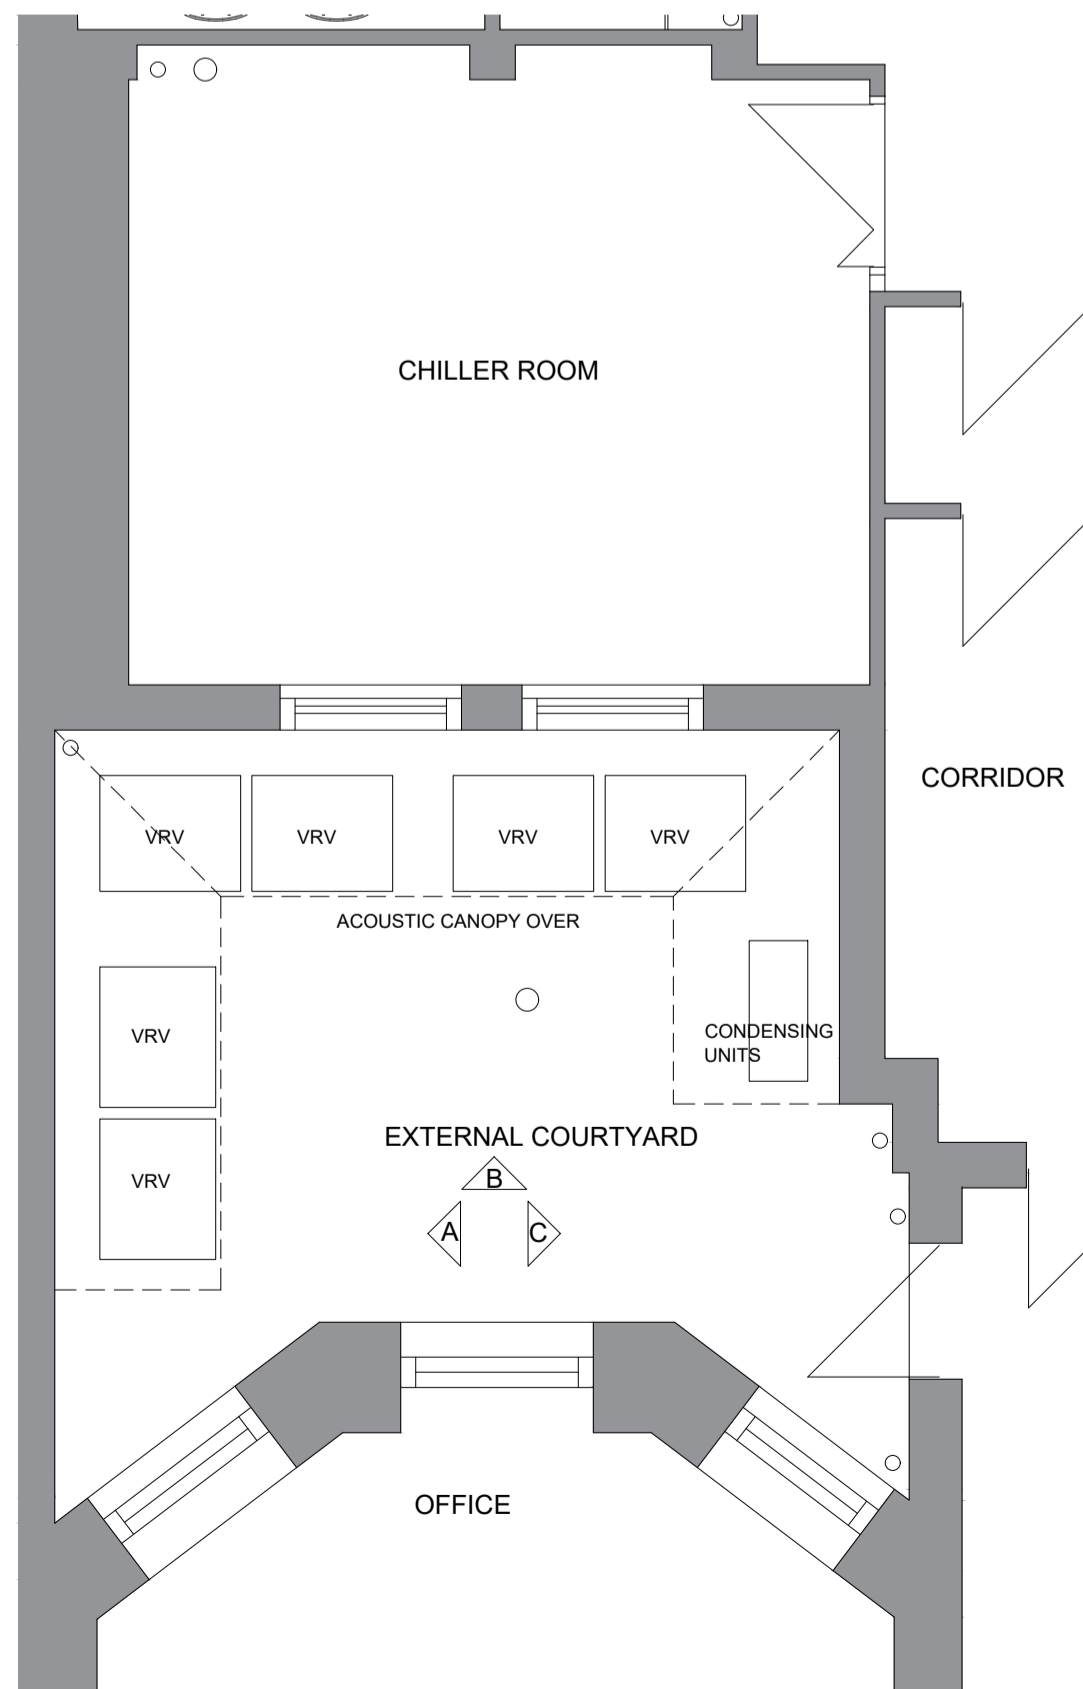 CHILLER ROOM
CORRIDOR
VRV
VRV
VRV
VRV
ACOUSTIC CANOPY OVER
VRV
CONDENSING
UNITS
EXTERNAL COURTYARD
VRV
B
A
C
OFFICE